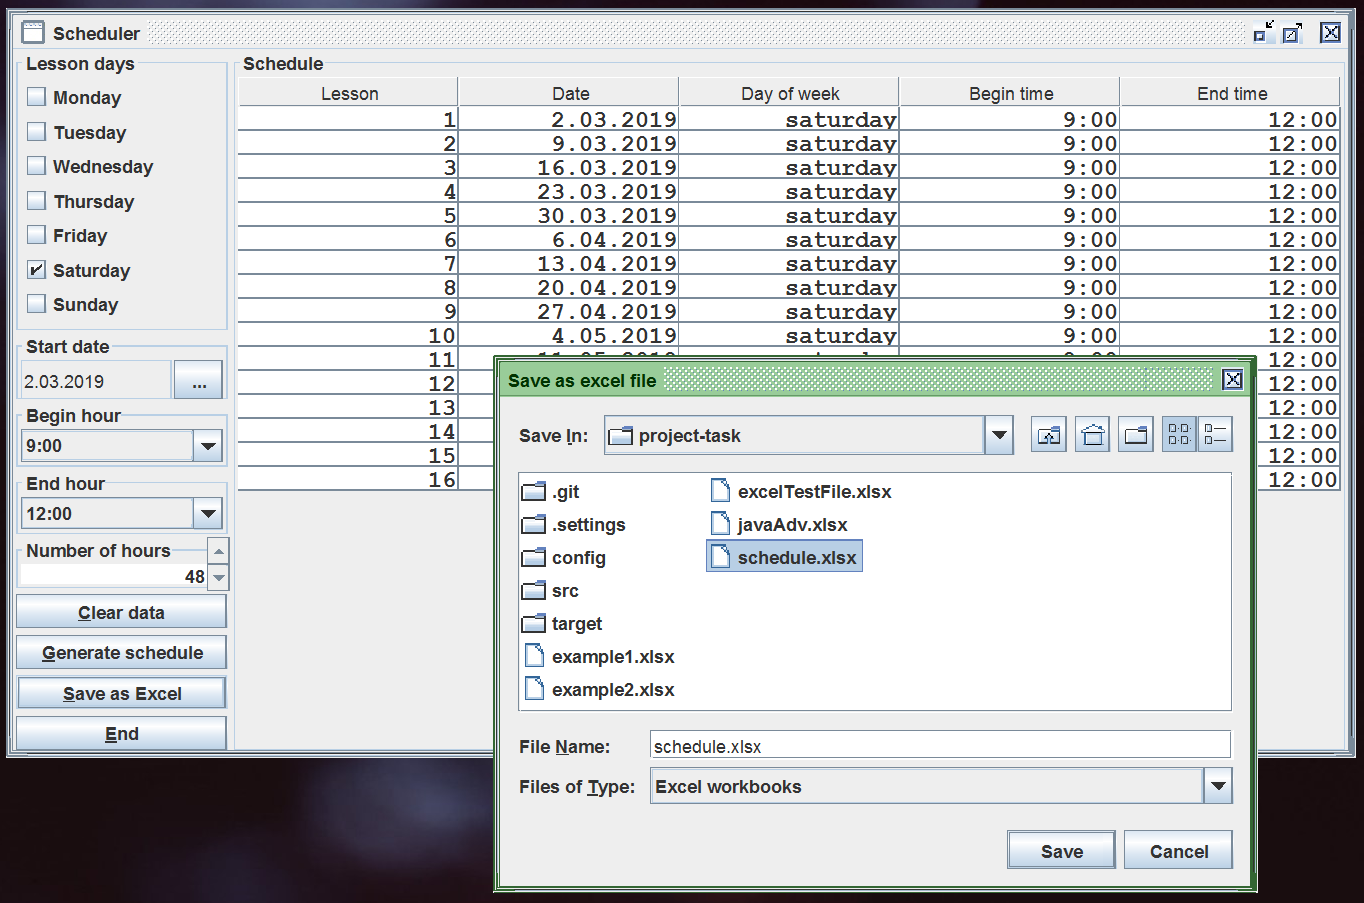 Scheduler
Lesson days
Monday
Tuesday
Wednesday
Thursday
Friday
Saturday
Sunday
Start date
2.03.2019
...
Begin hour
9:00
End hour
12:00
Number of hours
48
Clear data
Generate schedule
Save as Excel
End
Schedule
Lesson Date Day of week Begin time End time
1 2.03.2019 saturday 9:00 12:00
2 9.03.2019 saturday 9:00 12:00
3 16.03.2019 saturday 9:00 12:00
4 23.03.2019 saturday 9:00 12:00
5 30.03.2019 saturday 9:00 12:00
6 6.04.2019 saturday 9:00 12:00
7 13.04.2019 saturday 9:00 12:00
8 20.04.2019 saturday 9:00 12:00
9 27.04.2019 saturday 9:00 12:00
10 4.05.2019 saturday 9:00 12:00
11 12:00
12 12:00
13 12:00
14 12:00
15 12:00
16 12:00
Save as excel file
Save In: project-task
.git
.settings
config
src
target
example1.xlsx
example2.xlsx
excelTestFile.xlsx
javaAdv.xlsx
schedule.xlsx
File Name: schedule.xlsx
Files of Type: Excel workbooks
Save Cancel